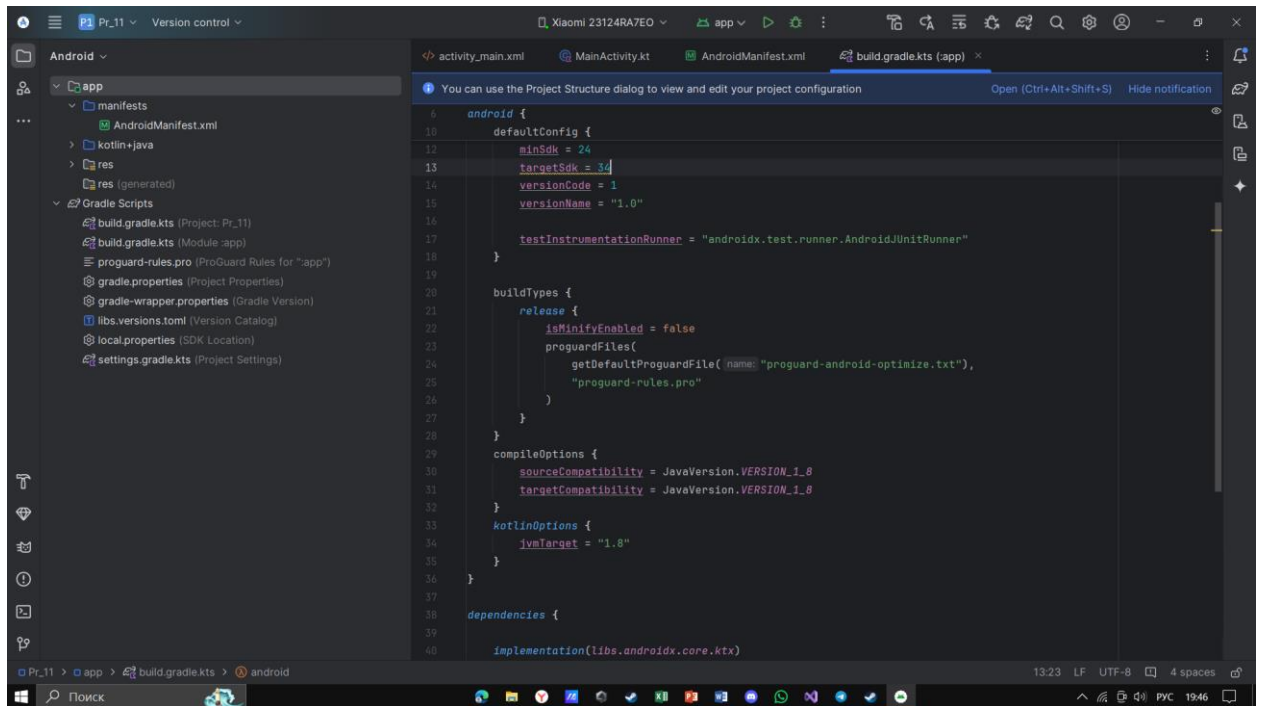 P1 Pr_11 Version control Xiaomi 23124RA7EO app
Android
activity_main.xml MainActivity.kt AndroidManifest.xml build.gradle.kts (:app)
app
You can use the Project Structure dialog to view and edit your project configuration Open (Ctrl+Alt+Shift+S) Hide notification
manifests
AndroidManifest.xml
kotlin+java
res
res (generated)
Gradle Scripts
build.gradle.kts (Project: Pr_11)
build.gradle.kts (Module :app)
proguard-rules.pro (ProGuard Rules for ":app")
gradle.properties (Project Properties)
gradle-wrapper.properties (Gradle Version)
libs.versions.toml (Version Catalog)
local.properties (SDK Location)
settings.gradle.kts (Project Settings)
6 android {
10 defaultConfig {
12 minSdk = 24
13 targetSdk = 34
14 versionCode = 1
15 versionName = "1.0"
16
17 testInstrumentationRunner = "androidx.test.runner.AndroidJUnitRunner"
18 }
19
20 buildTypes {
21 release {
22 isMinifyEnabled = false
23 proguardFiles(
24 getDefaultProguardFile( name: "proguard-android-optimize.txt"),
25 "proguard-rules.pro"
26 )
27 }
28 }
29 compileOptions {
30 sourceCompatibility = JavaVersion.VERSION_1_8
31 targetCompatibility = JavaVersion.VERSION_1_8
32 }
33 kotlinOptions {
34 jvmTarget = "1.8"
35 }
36 }
37
38 dependencies {
39
40 implementation(libs.androidx.core.ktx)
Pr_11 > app > build.gradle.kts > android 13:23 LF UTF-8 4 spaces
Поиск РУС 19:46